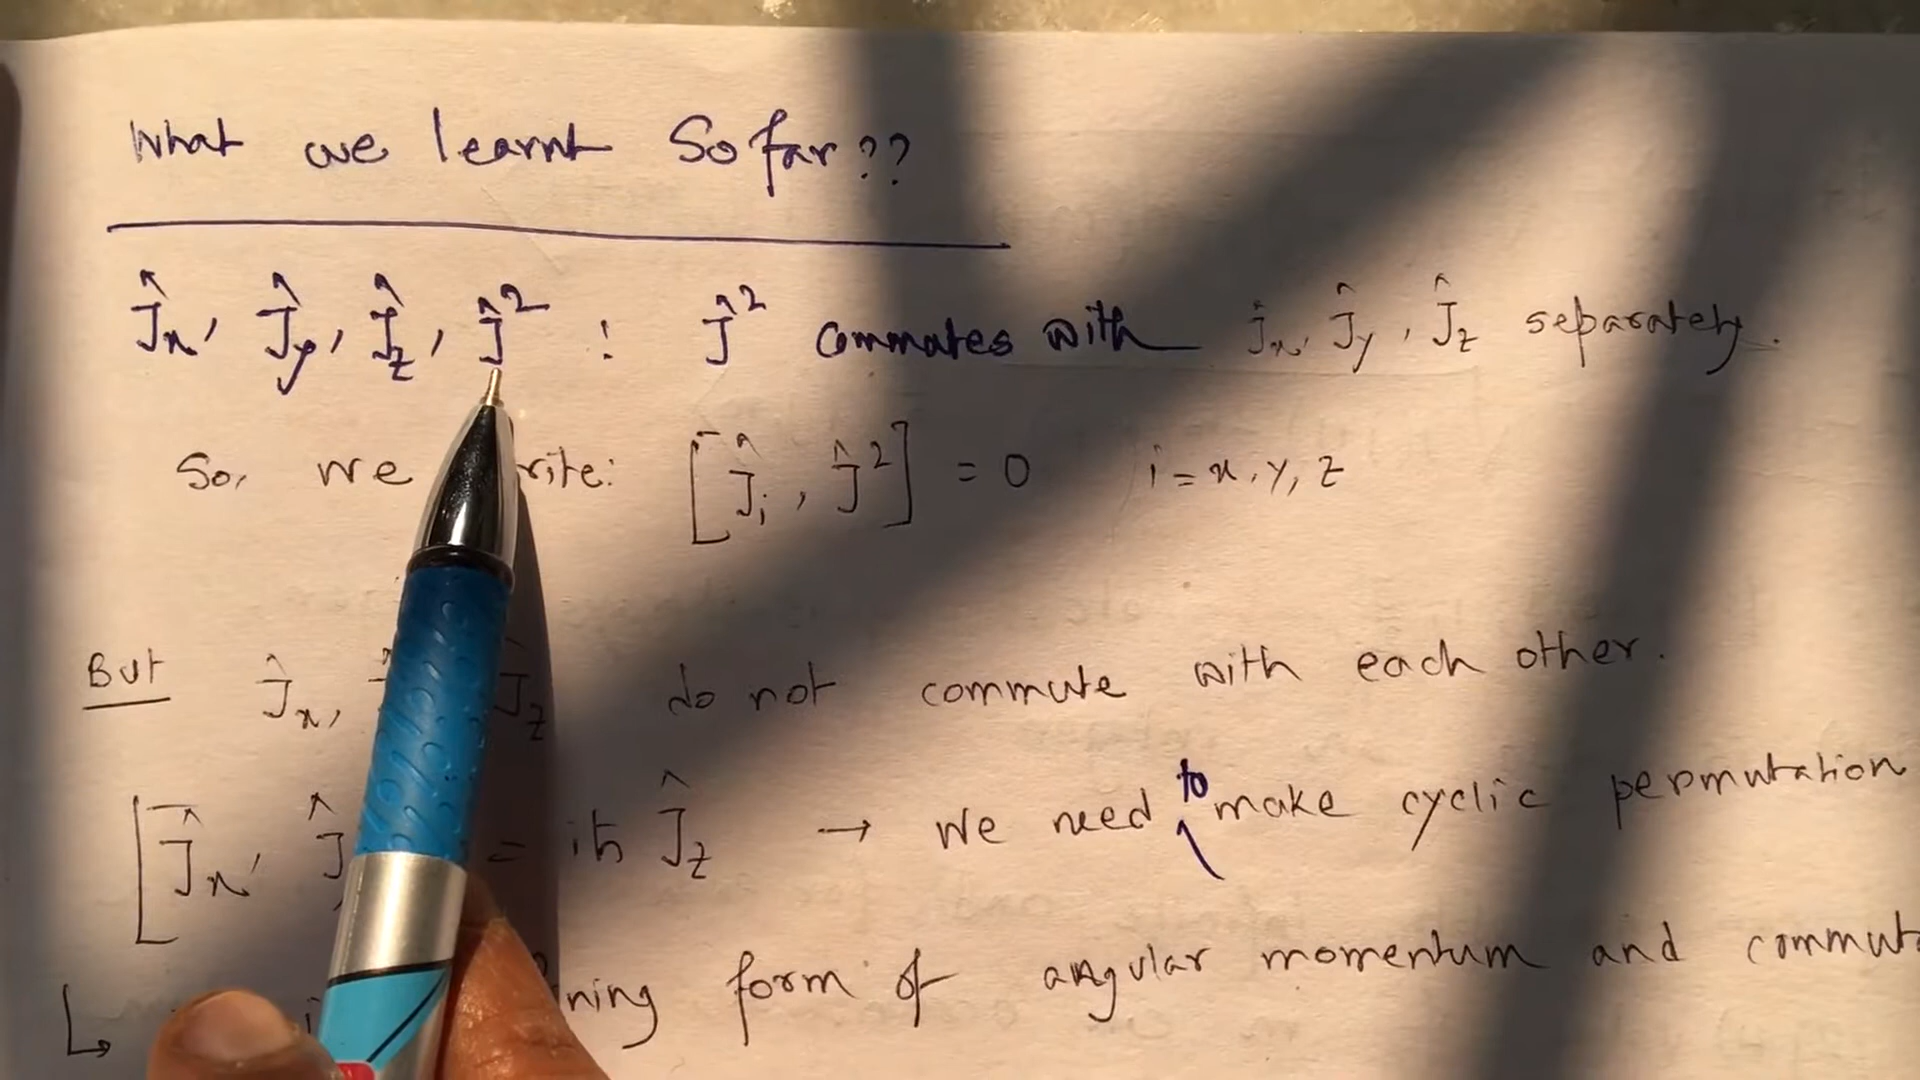 What we learnt So far??
Ĵx, Ĵy, Ĵz, Ĵ² : Ĵ² commutes with Ĵx, Ĵy, Ĵz separately.
So, we rite: [Ĵi, Ĵ²] = 0 i = x, y, z
But Ĵx, Ĵz do not commute with each other.
[Ĵx, Ĵ = iħ Ĵz → We need to make cyclic permutation
↳ ning form of angular momentum and commut